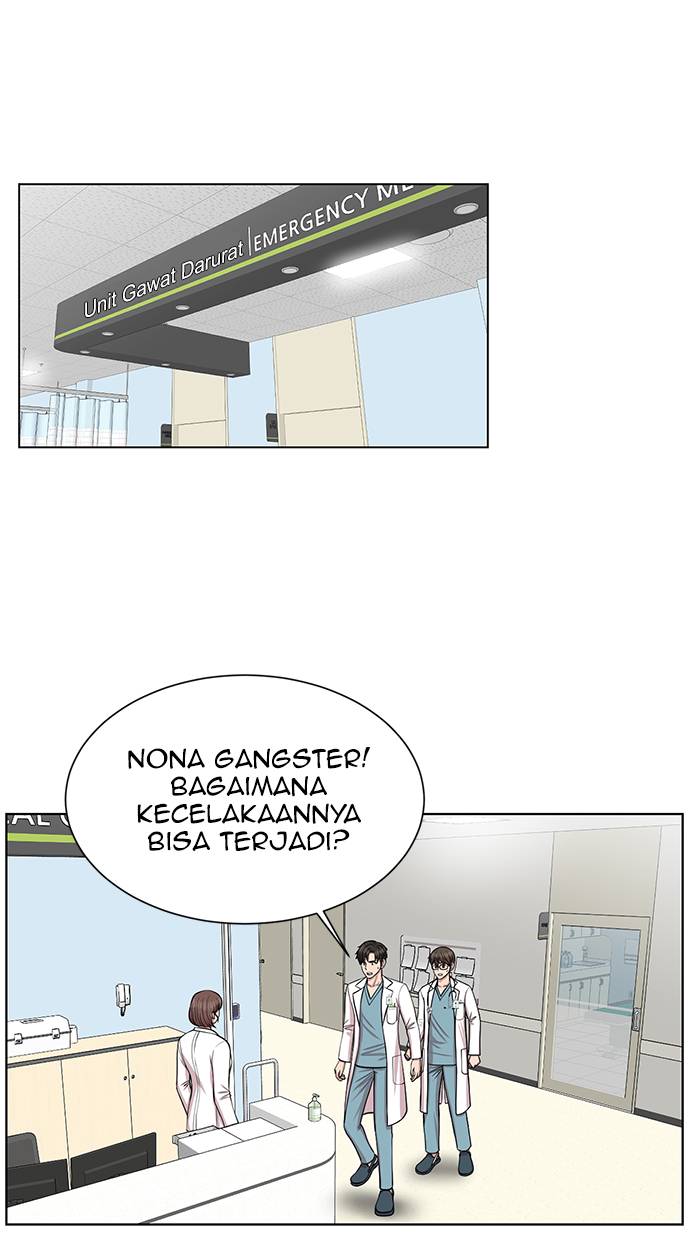 Unit Gawat Darurat | EMERGENCY ME
NONA GANGSTER!
BAGAIMANA
KECELAKAANNYA
BISA TERJADI?